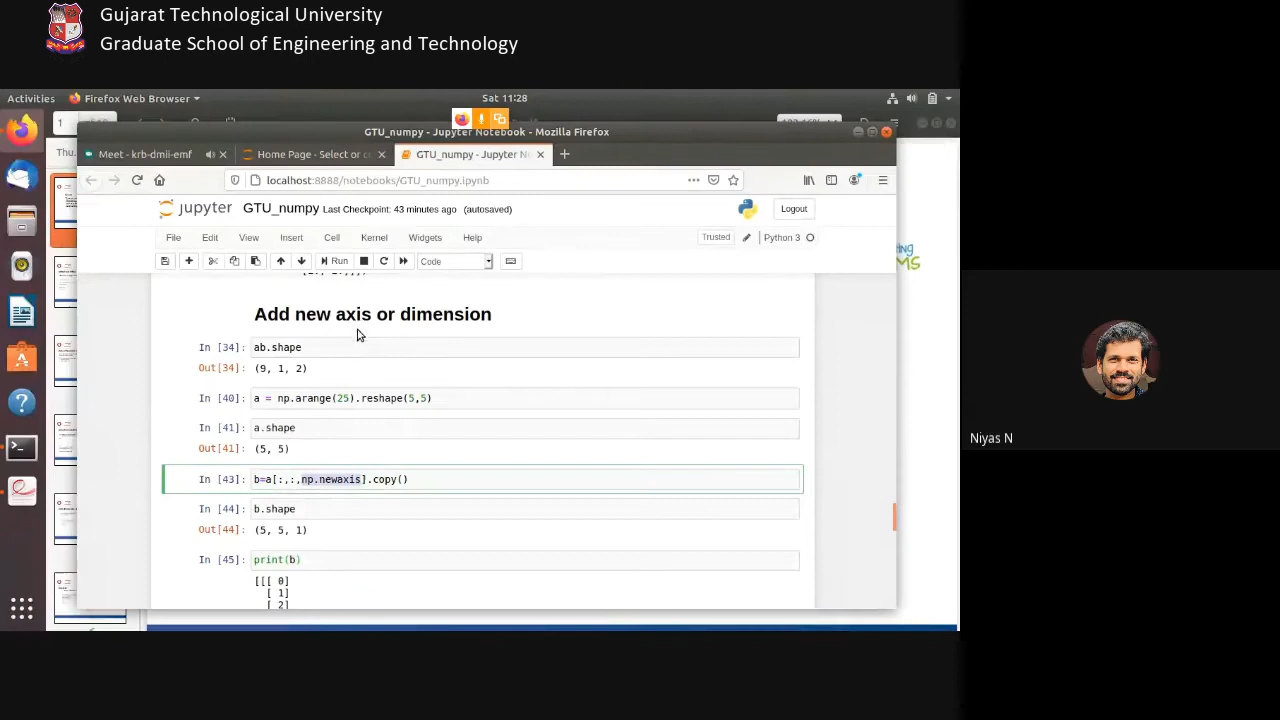 Gujarat Technological University
Graduate School of Engineering and Technology
Activities
Firefox Web Browser
Sat 11:28
1
GTU_numpy - Jupyter Notebook - Mozilla Firefox
Thu.
Meet - krb-dmii-emf
Home Page - Select or c
GTU_numpy - Jupyter No
localhost:8888/notebooks/GTU_numpy.ipynb
jupyter GTU_numpy Last Checkpoint: 43 minutes ago (autosaved)
Logout
File Edit View Insert Cell Kernel Widgets Help
Trusted
Python 3
Run
Code
Add new axis or dimension
In [34]: ab.shape
Out[34]: (9, 1, 2)
In [40]: a = np.arange(25).reshape(5,5)
In [41]: a.shape
Out[41]: (5, 5)
In [43]: b=a[:,:,np.newaxis].copy()
In [44]: b.shape
Out[44]: (5, 5, 1)
In [45]: print(b)
[[[ 0]
[ 1]
[ 2]
Niyas N